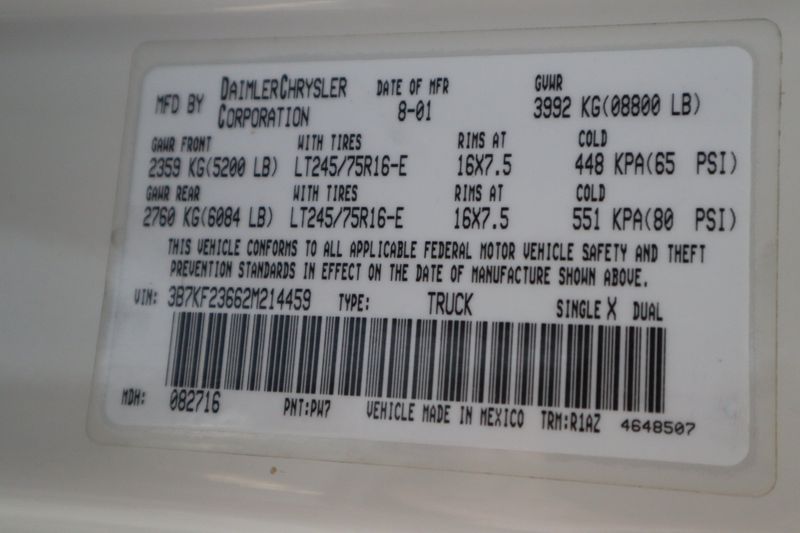 MFD BY DAIMLERCHRYSLER CORPORATION DATE OF MFR 8-01 GVWR 3992 KG(08800 LB)
GAWR FRONT WITH TIRES RIMS AT COLD
2359 KG(5200 LB) LT245/75R16-E 16X7.5 448 KPA(65 PSI)
GAWR REAR WITH TIRES RIMS AT COLD
2760 KG(6084 LB) LT245/75R16-E 16X7.5 551 KPA(80 PSI)
THIS VEHICLE CONFORMS TO ALL APPLICABLE FEDERAL MOTOR VEHICLE SAFETY AND THEFT
PREVENTION STANDARDS IN EFFECT ON THE DATE OF MANUFACTURE SHOWN ABOVE.
VIN: 3B7KF23662M214459 TYPE: TRUCK SINGLE X DUAL
MDH: 082716 PNT:PW7 VEHICLE MADE IN MEXICO TRM:R1AZ 4648507